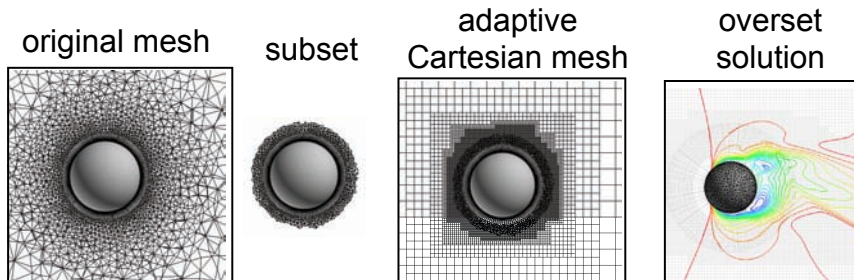 original mesh
subset
adaptive
Cartesian mesh
overset
solution